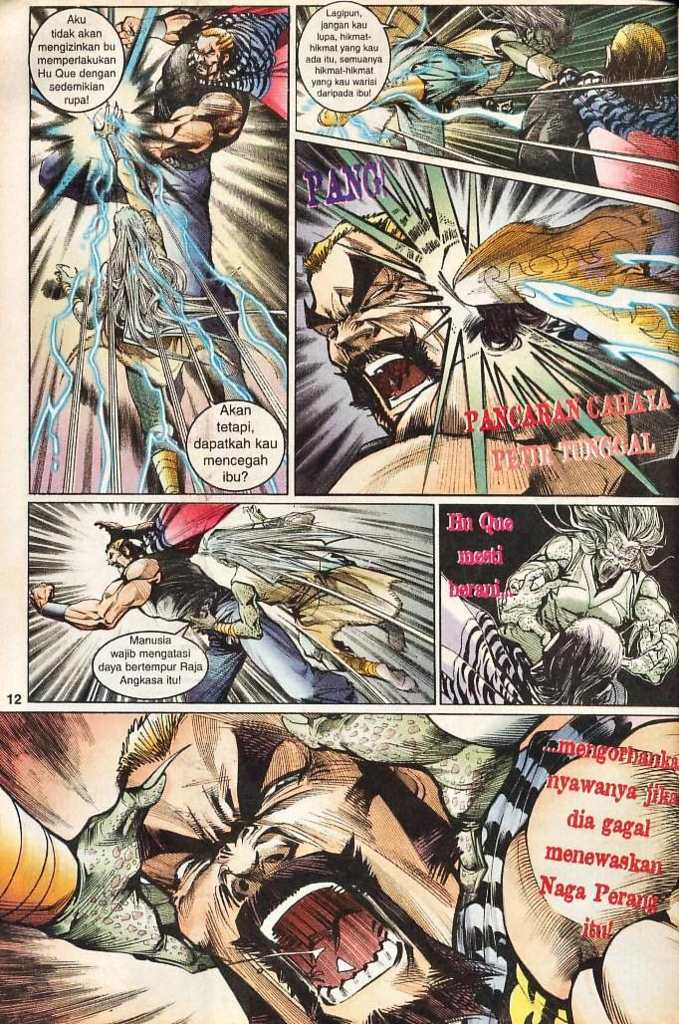 Aku
tidak akan
mengizinkan bu
memperlakukan
Hu Que dengan
sedemikian
rupa!
Akan
tetapi,
dapatkah kau
mencegah
ibu?
Lagipun,
jangan kau
lupa, hikmat-
hikmat yang kau
ada itu, semuanya
hikmat-hikmat
yang kau warisi
daripada ibu!
PANG!
PANCARAN CAHAYA
PETIR TUNGGAL
Manusia
wajib mengatasi
daya bertempur Raja
Angkasa itu!
Hu Que
mesti
berani...
12
...mengorbanka
nyawanya jika
dia gagal
menewaskan
Naga Perang
itu!